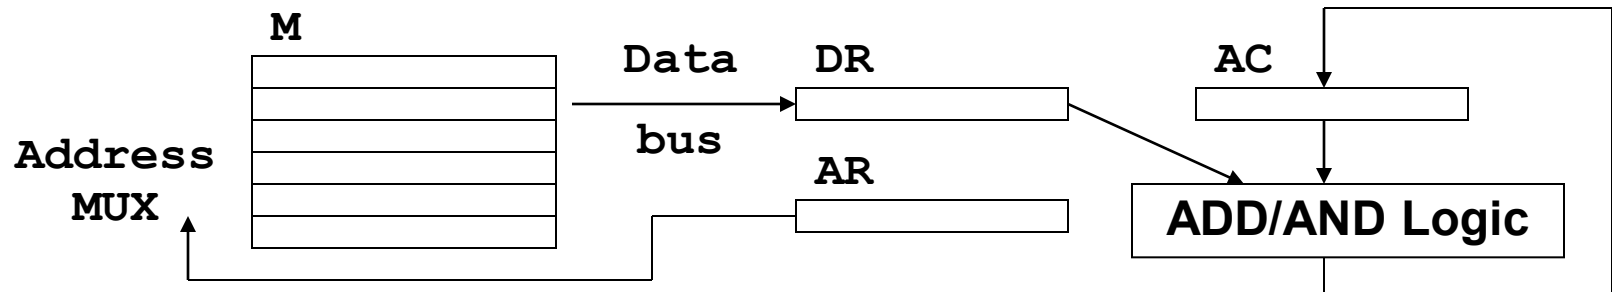 M
Data
bus
DR
AC
Address
MUX
AR
ADD/AND Logic